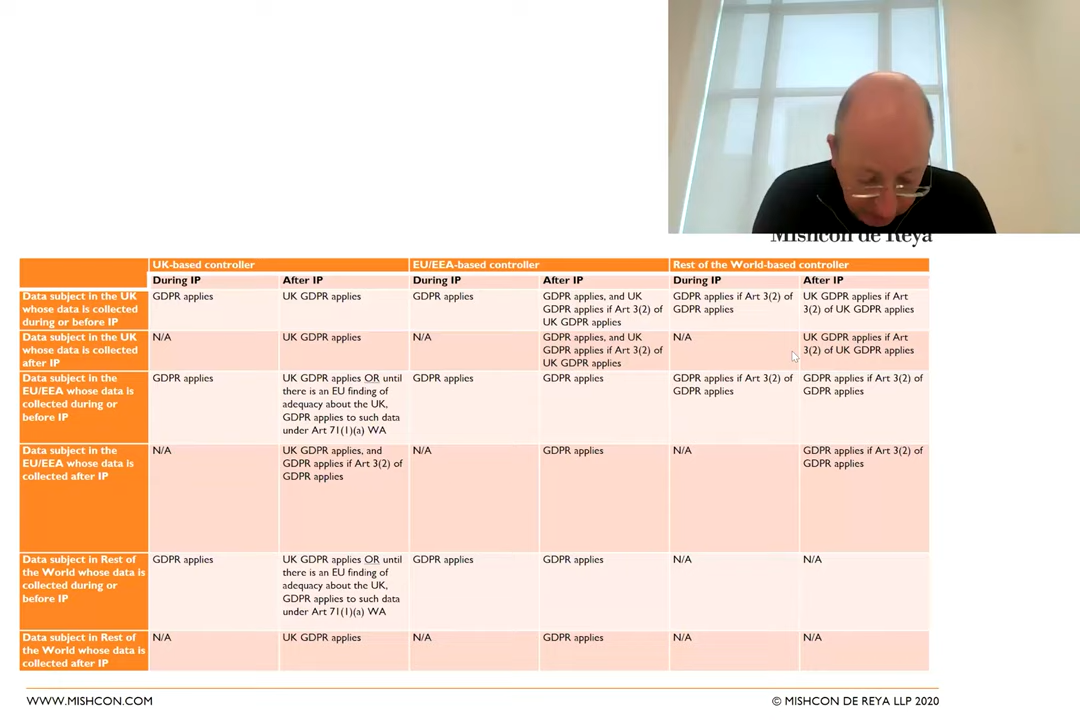 Mishcon de Reya
UK-based controller EU/EEA-based controller Rest of the World-based controller
During IP After IP During IP After IP During IP After IP
Data subject in the UK
whose data is collected
during or before IP
GDPR applies
UK GDPR applies
GDPR applies
GDPR applies, and UK
GDPR applies if Art 3(2) of
UK GDPR applies
GDPR applies if Art 3(2) of
GDPR applies
UK GDPR applies if Art
3(2) of UK GDPR applies
Data subject in the UK
whose data is collected
after IP
N/A
UK GDPR applies
N/A
GDPR applies, and UK
GDPR applies if Art 3(2) of
UK GDPR applies
N/A
UK GDPR applies if Art
3(2) of UK GDPR applies
Data subject in the
EU/EEA whose data is
collected during or
before IP
GDPR applies
UK GDPR applies OR until
there is an EU finding of
adequacy about the UK,
GDPR applies to such data
under Art 71(1)(a) WA
GDPR applies
GDPR applies
GDPR applies if Art 3(2) of
GDPR applies
GDPR applies if Art 3(2) of
GDPR applies
Data subject in the
EU/EEA whose data is
collected after IP
N/A
UK GDPR applies, and
GDPR applies if Art 3(2) of
GDPR applies
N/A
GDPR applies
N/A
GDPR applies if Art 3(2) of
GDPR applies
Data subject in Rest of
the World whose data is
collected during or
before IP
GDPR applies
UK GDPR applies OR until
there is an EU finding of
adequacy about the UK,
GDPR applies to such data
under Art 71(1)(a) WA
GDPR applies
GDPR applies
N/A
N/A
Data subject in Rest of
the World whose data is
collected after IP
N/A
UK GDPR applies
N/A
GDPR applies
N/A
N/A
WWW.MISHCON.COM
© MISHCON DE REYA LLP 2020